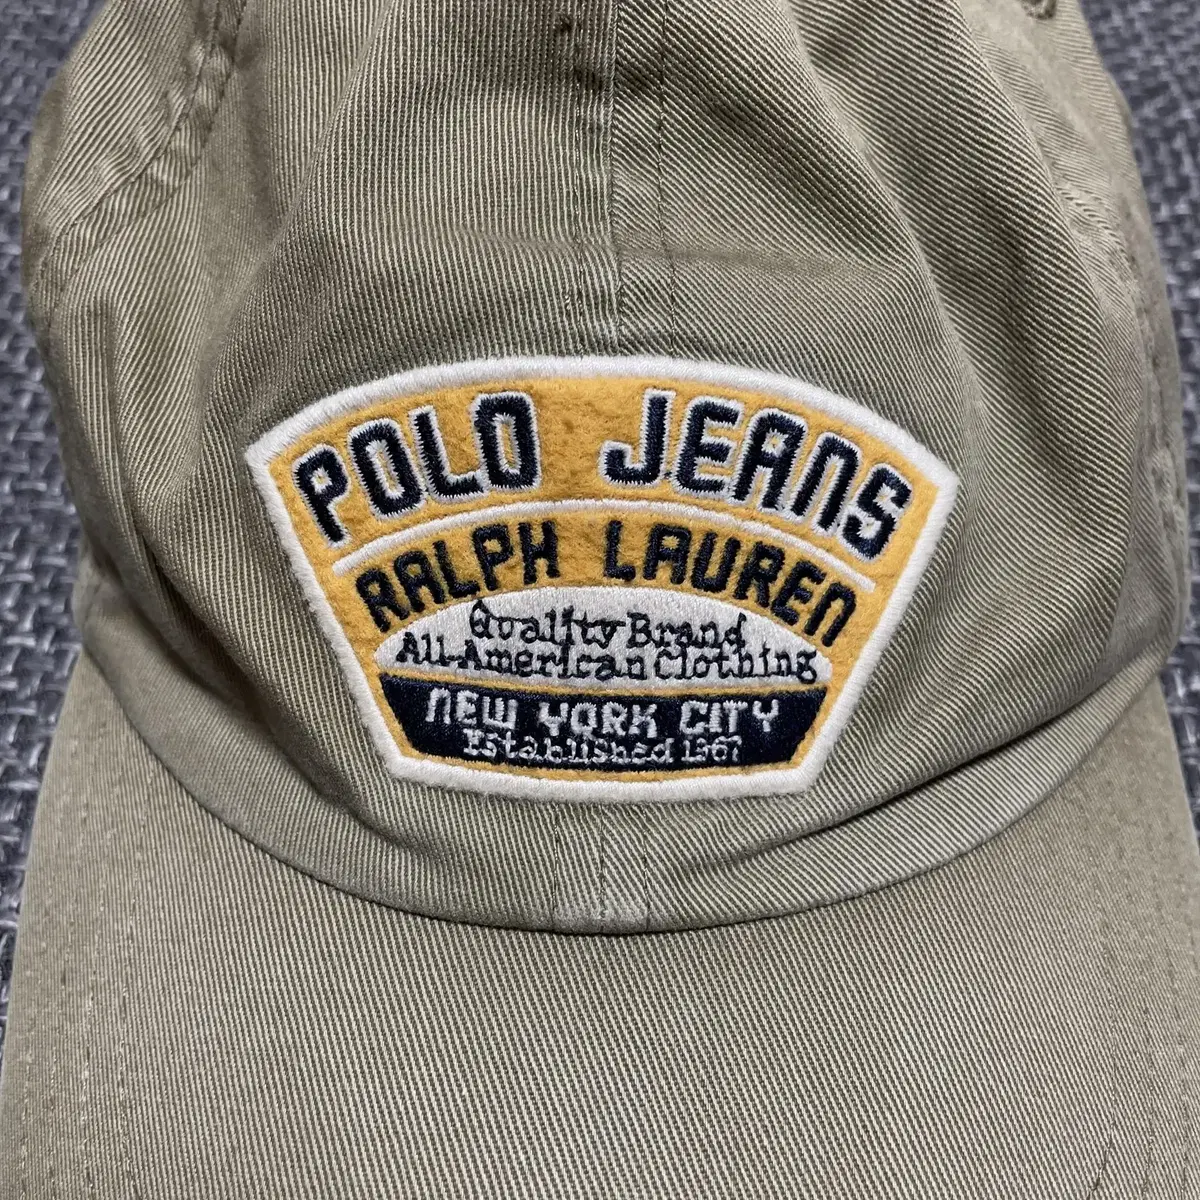 POLO JEANS
RALPH LAUREN
Quality Brand
All-American Clothing
NEW YORK CITY
Established 1967